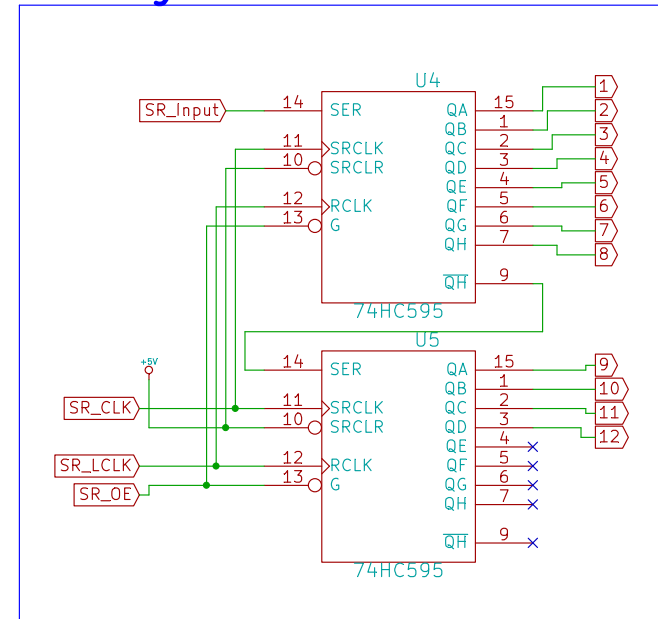 U4
SR_Input
14 SER QA 15 1
QB 1 2
11 SRCLK QC 2 3
10 SRCLR QD 3 4
QE 4 5
12 RCLK QF 5 6
13 G QG 6 7
QH 7 8
QH 9
74HC595
U5
+5V
14 SER QA 15 9
QB 1 10
SR_CLK 11 SRCLK QC 2 11
10 SRCLR QD 3 12
QE 4
SR_LCLK 12 RCLK QF 5
SR_OE 13 G QG 6
QH 7
QH 9
74HC595